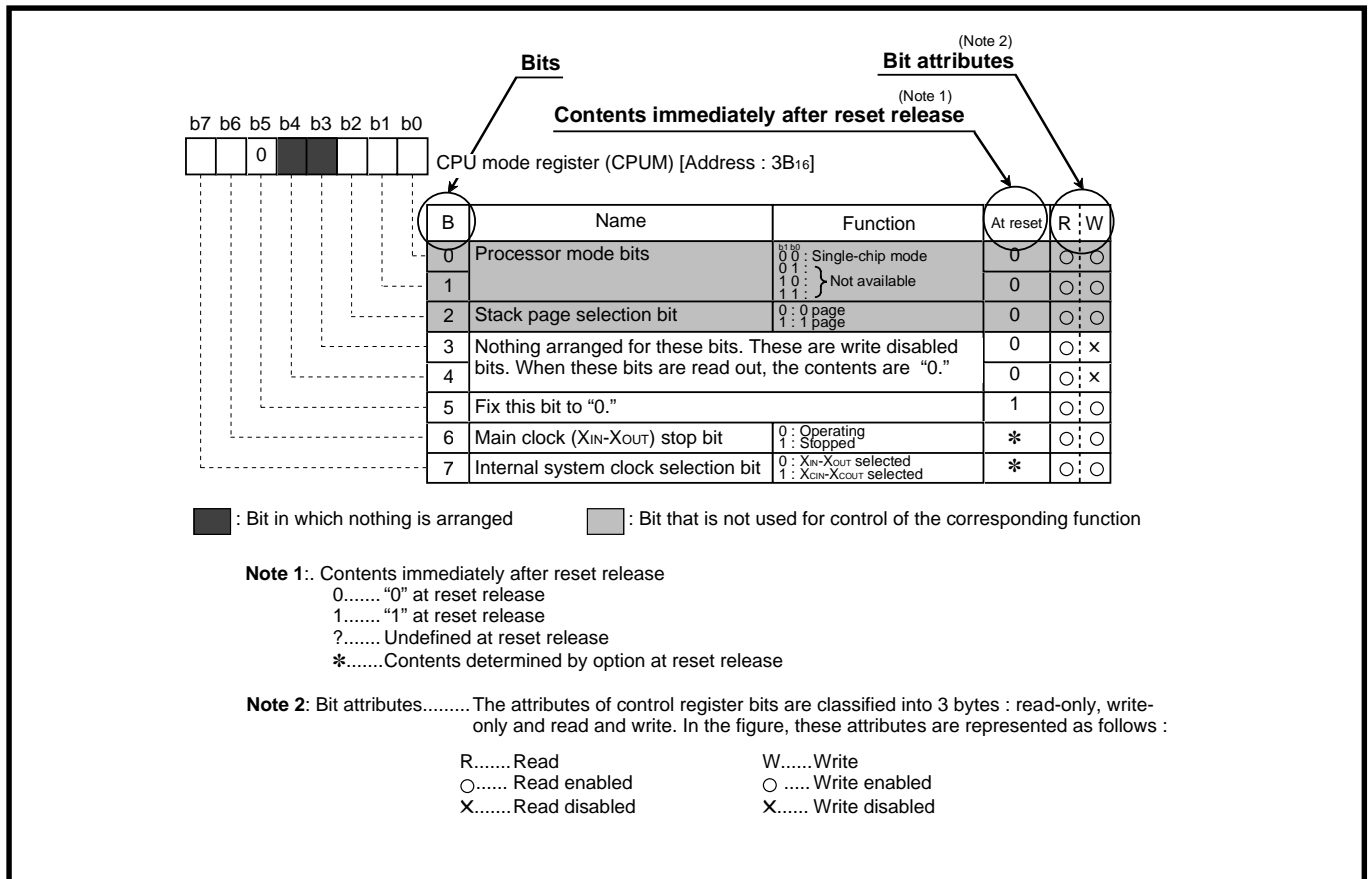 (Note 2)
Bits
Bit attributes
(Note 1)
Contents immediately after reset release
b7 b6 b5 b4 b3 b2 b1 b0
0
CPU mode register (CPUM) [Address : 3B16]
B Name Function At reset R W
0 Processor mode bits b1 b0 0 0 : Single-chip mode 0 ○ ○
0 1 :
1 1 0 : Not available 0 ○ ○
1 1 :
2 Stack page selection bit 0 : 0 page 0 ○ ○
1 : 1 page
3 Nothing arranged for these bits. These are write disabled 0 ○ ×
4 bits. When these bits are read out, the contents are “0.” 0 ○ ×
5 Fix this bit to “0.” 1 ○ ○
6 Main clock (XIN-XOUT) stop bit 0 : Operating ✻ ○ ○
1 : Stopped
7 Internal system clock selection bit 0 : XIN-XOUT selected ✻ ○ ○
1 : XCIN-XCOUT selected
: Bit in which nothing is arranged : Bit that is not used for control of the corresponding function
Note 1:. Contents immediately after reset release
0....... “0” at reset release
1....... “1” at reset release
?....... Undefined at reset release
✻.......Contents determined by option at reset release
Note 2: Bit attributes......... The attributes of control register bits are classified into 3 bytes : read-only, write-
only and read and write. In the figure, these attributes are represented as follows :
R.......Read W......Write
○...... Read enabled ○ ..... Write enabled
×.......Read disabled ×...... Write disabled